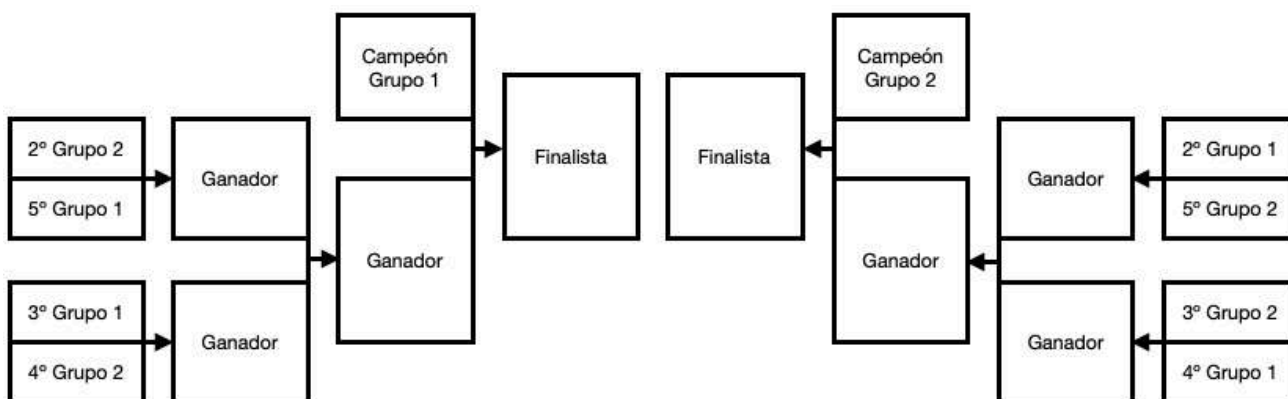 Campeón
Grupo 1
Finalista
Finalista
Campeón
Grupo 2
2º Grupo 2
5º Grupo 1
Ganador
Ganador
2º Grupo 1
5º Grupo 2
Ganador
Ganador
3º Grupo 1
4º Grupo 2
Ganador
Ganador
3º Grupo 2
4º Grupo 1